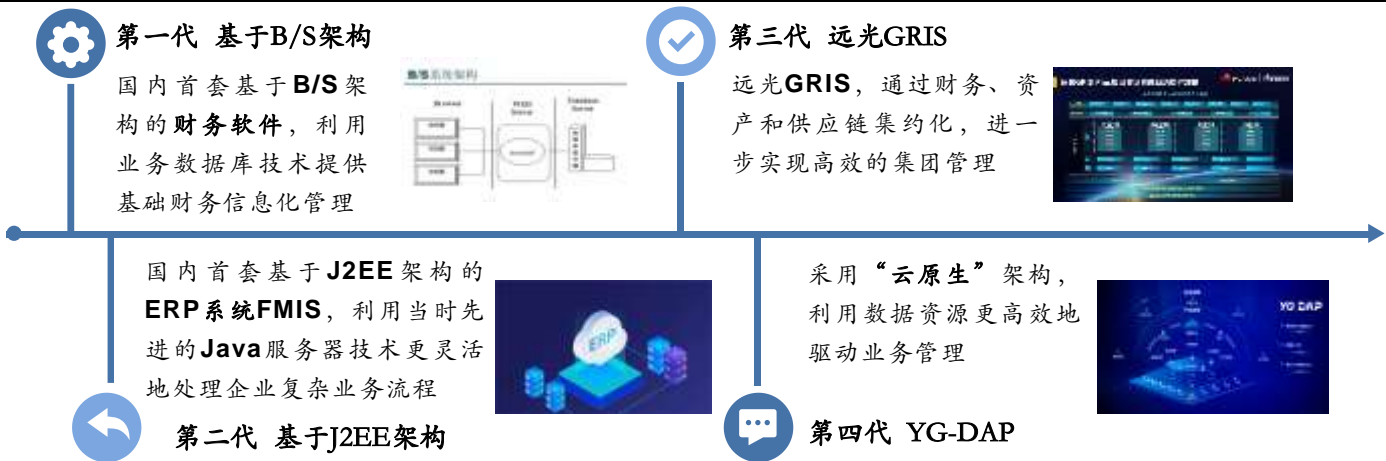 第一代 基于B/S架构
国内首套基于B/S架
构的财务软件，利用
业务数据库技术提供
基础财务信息化管理
第三代 远光GRIS
远光GRIS，通过财务、资
产和供应链集约化，进一
步实现高效的集团管理
国内首套基于J2EE架构的
ERP系统FMIS，利用当时先
进的Java服务器技术更灵活
地处理企业复杂业务流程
ERP
第二代 基于J2EE架构
采用“云原生”架构，
利用数据资源更高效地
驱动业务管理
YG-DAP
第四代 YG-DAP